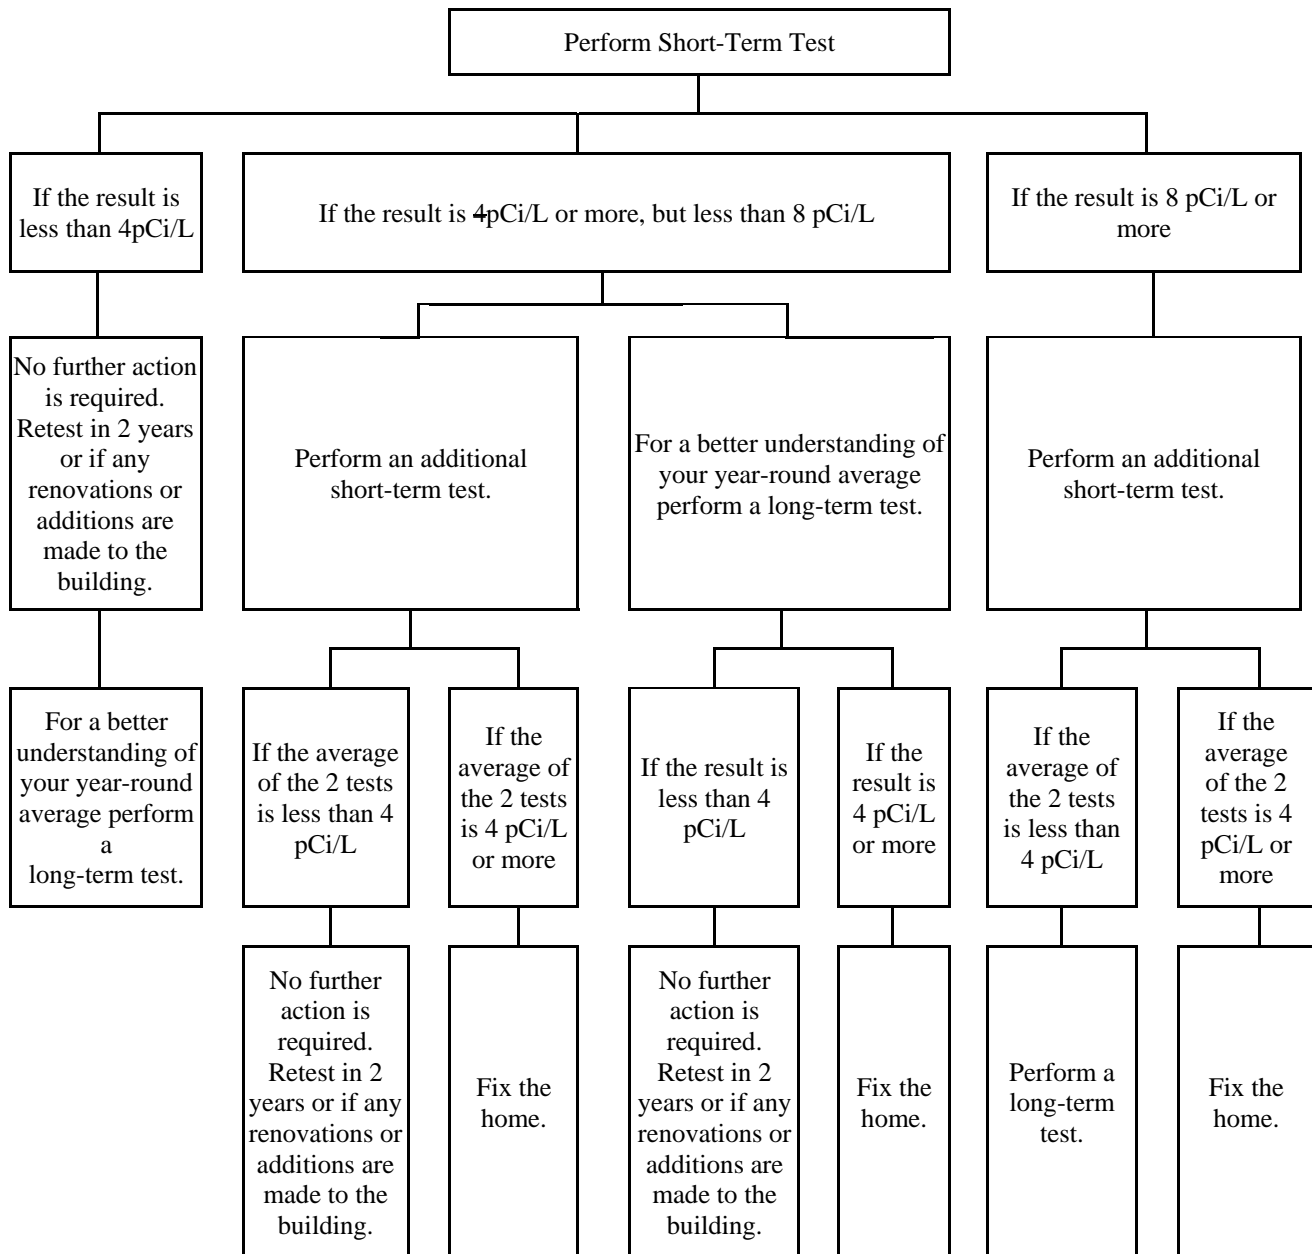 Perform Short-Term Test
If the result is
less than 4pCi/L
If the result is 4pCi/L or more, but less than 8 pCi/L
If the result is 8 pCi/L or
more
No further action
is required.
Retest in 2 years
or if any
renovations or
additions are
made to the
building.
Perform an additional
short-term test.
For a better understanding of
your year-round average
perform a long-term test.
Perform an additional
short-term test.
For a better
understanding of
your year-round
average perform
a
long-term test.
If the average
of the 2 tests
is less than 4
pCi/L
If the
average of
the 2 tests
is 4 pCi/L
or more
If the result is
less than 4
pCi/L
If the
result is
4 pCi/L
or more
If the
average of
the 2 tests
is less than
4 pCi/L
If the
average
of the 2
tests is 4
pCi/L or
more
No further
action is
required.
Retest in 2
years or if any
renovations or
additions are
made to the
building.
Fix the
home.
No further
action is
required.
Retest in 2
years or if any
renovations or
additions are
made to the
building.
Fix the
home.
Perform a
long-term
test.
Fix the
home.